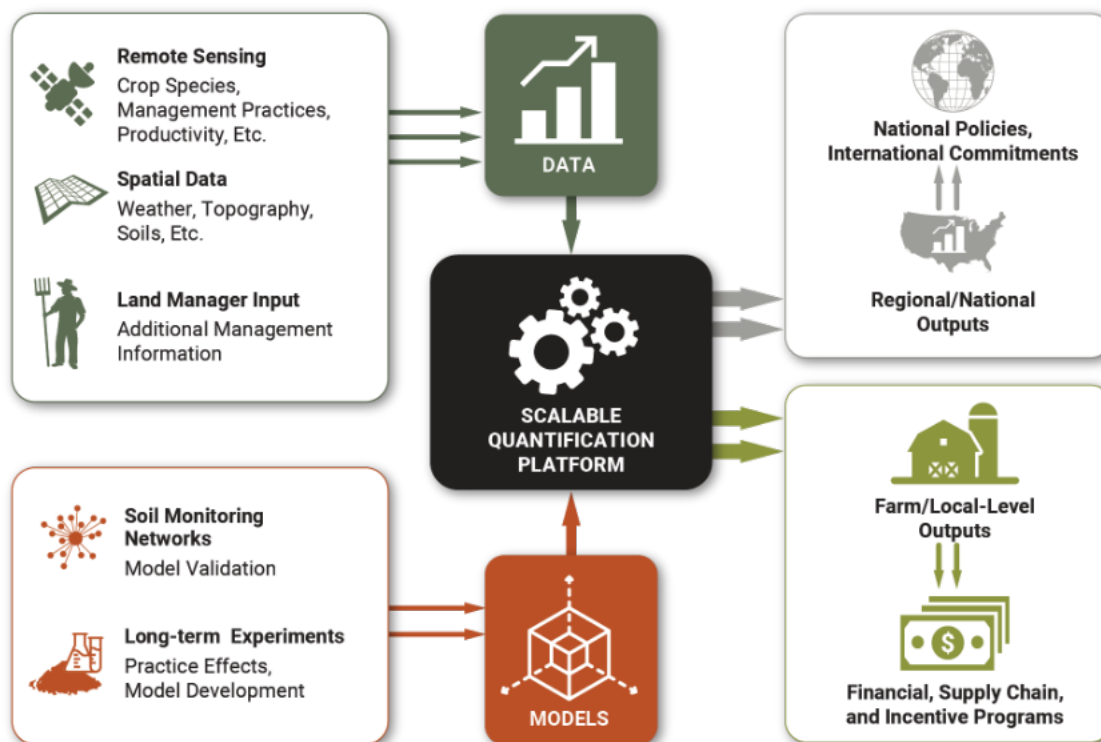 Remote Sensing
Crop Species,
Management Practices,
Productivity, Etc.
Spatial Data
Weather, Topography,
Soils, Etc.
Land Manager Input
Additional Management
Information
DATA
SCALABLE
QUANTIFICATION
PLATFORM
National Policies,
International Commitments
Regional/National
Outputs
Soil Monitoring
Networks
Model Validation
Long-term Experiments
Practice Effects,
Model Development
MODELS
Farm/Local-Level
Outputs
$
Financial, Supply Chain,
and Incentive Programs